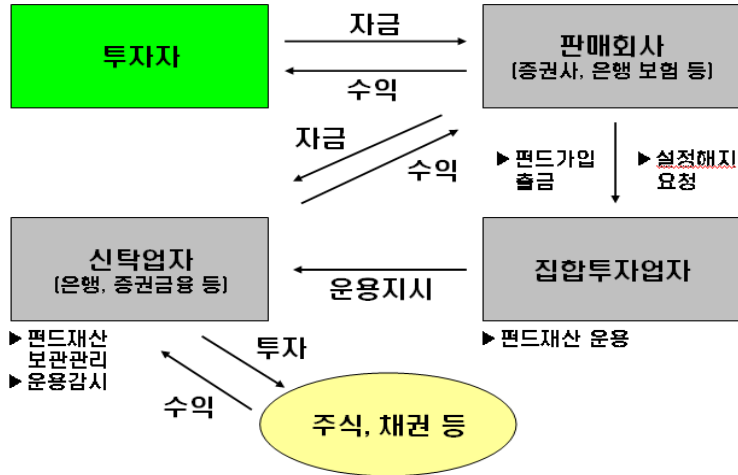 투자자
자금
수익
판매회사
(증권사, 은행 보험 등)
자금
수익
▶ 펀드가입
출금
▶ 설정해지
요청
신탁업자
(은행, 증권금융 등)
운용지시
집합투자업자
▶ 펀드재산
보관관리
▶ 운용감시
▶ 펀드재산 운용
투자
수익
주식, 채권 등